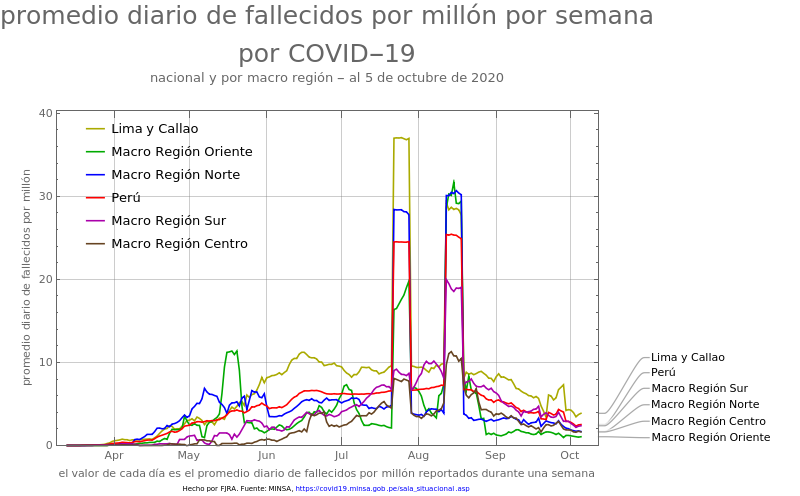 promedio diario de fallecidos por millón por semana
por COVID−19
nacional y por macro región − al 5 de octubre de 2020
40
30
20
10
0
promedio diario de fallecidos por millón
Lima y Callao
Macro Región Oriente
Macro Región Norte
Perú
Macro Región Sur
Macro Región Centro
Lima y Callao
Perú
Macro Región Sur
Macro Región Norte
Macro Región Centro
Macro Región Oriente
Apr May Jun Jul Aug Sep Oct
el valor de cada día es el promedio diario de fallecidos por millón reportados durante una semana
Hecho por FJRA. Fuente: MINSA, https://covid19.minsa.gob.pe/sala_situacional.asp